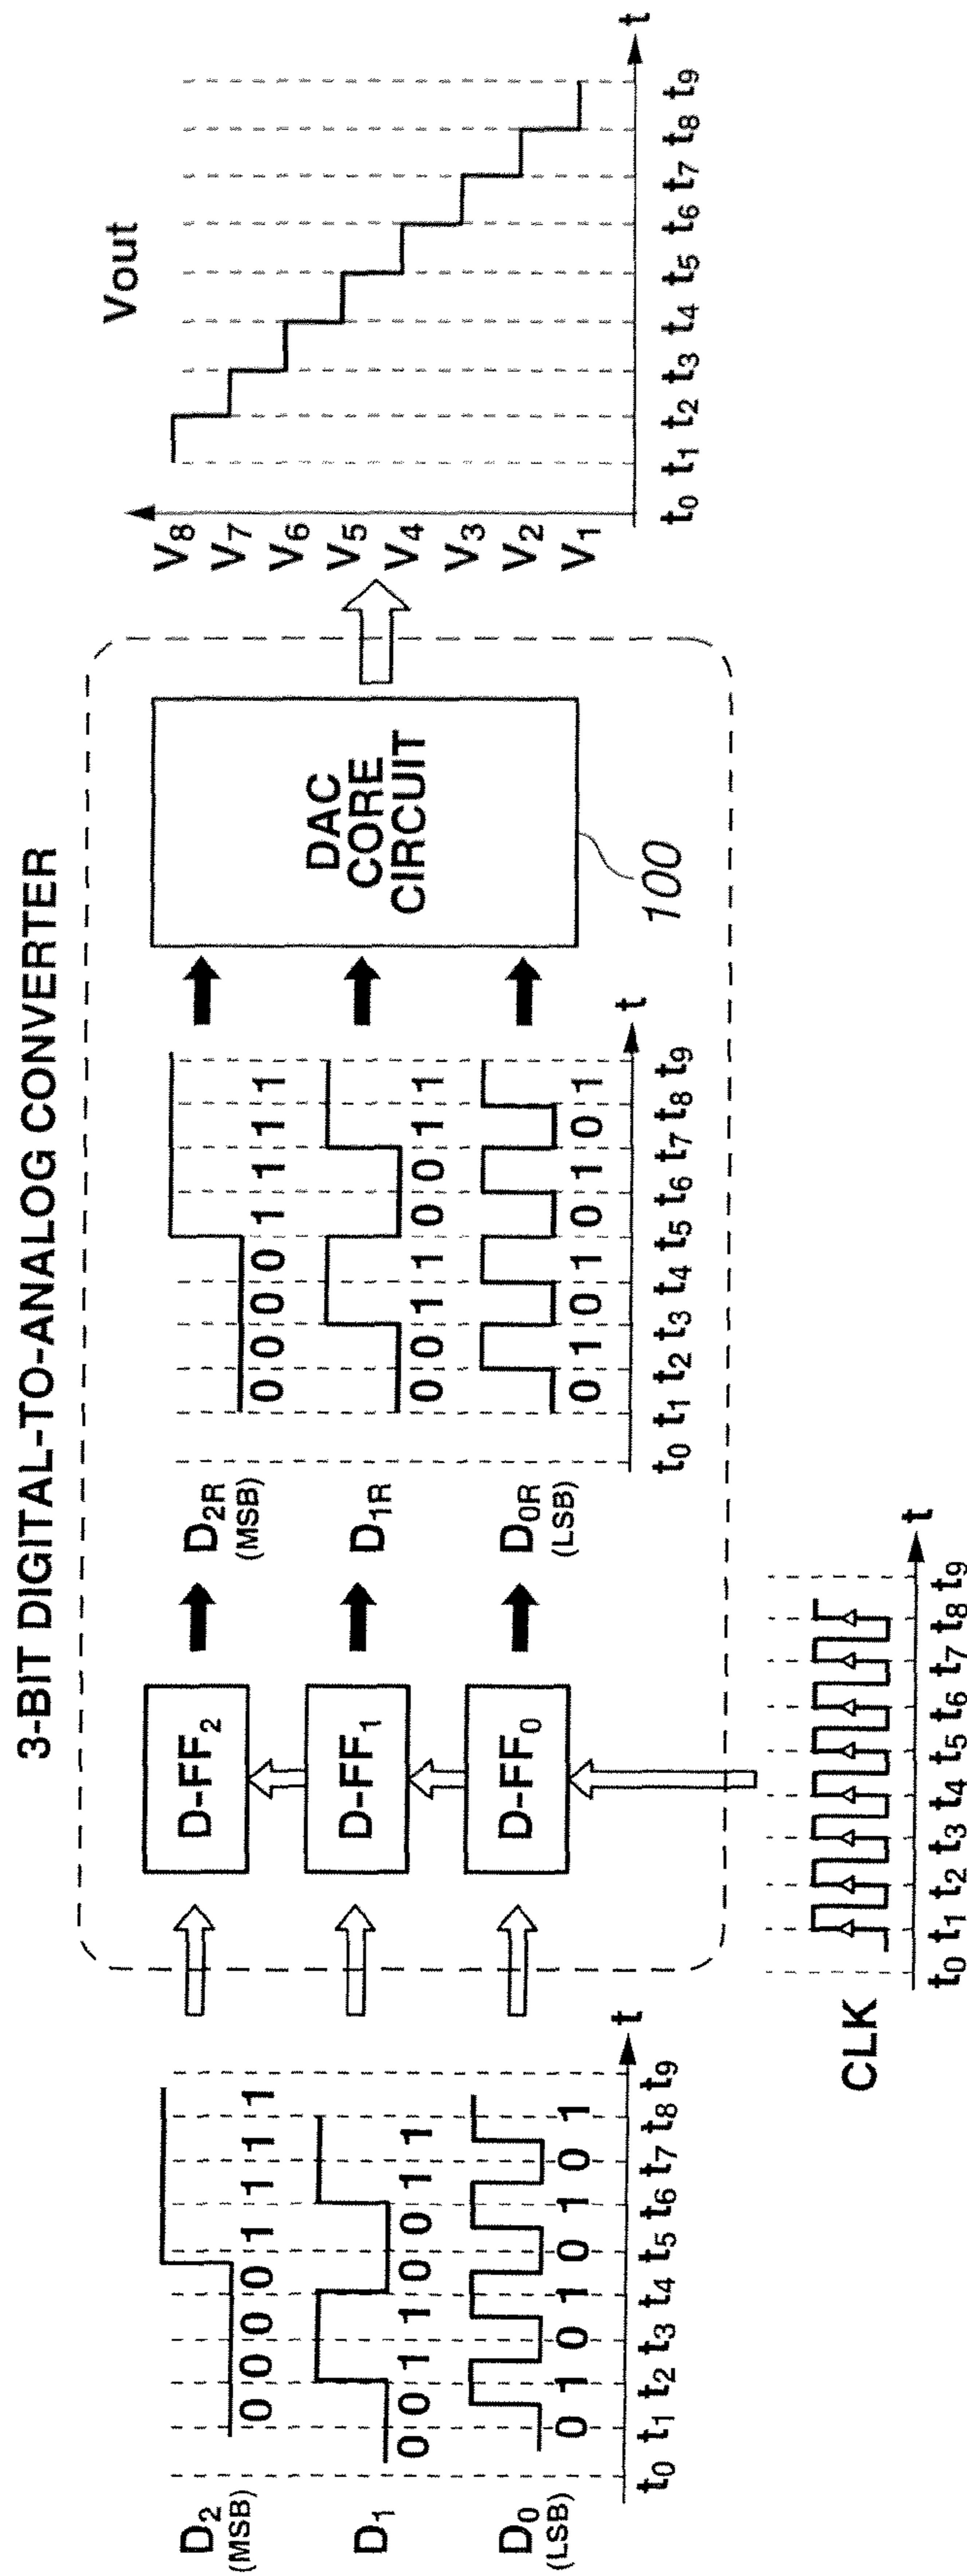 3-BIT DIGITAL-TO-ANALOG CONVERTER
D2
(MSB)
0 0 0 0 1 1 1 1
D1
0 0 1 1 0 0 1 1
D0
(LSB)
0 1 0 1 0 1 0 1
t0 t1 t2 t3 t4 t5 t6 t7 t8 t9
t
D-FF2
D-FF1
D-FF0
CLK
t0 t1 t2 t3 t4 t5 t6 t7 t8 t9
t
D2R
(MSB)
0 0 0 0 1 1 1 1
D1R
0 0 1 1 0 0 1 1
D0R
(LSB)
0 1 0 1 0 1 0 1
t0 t1 t2 t3 t4 t5 t6 t7 t8 t9
t
DAC
CORE
CIRCUIT
100
Vout
V8
V7
V6
V5
V4
V3
V2
V1
t0 t1 t2 t3 t4 t5 t6 t7 t8 t9
t